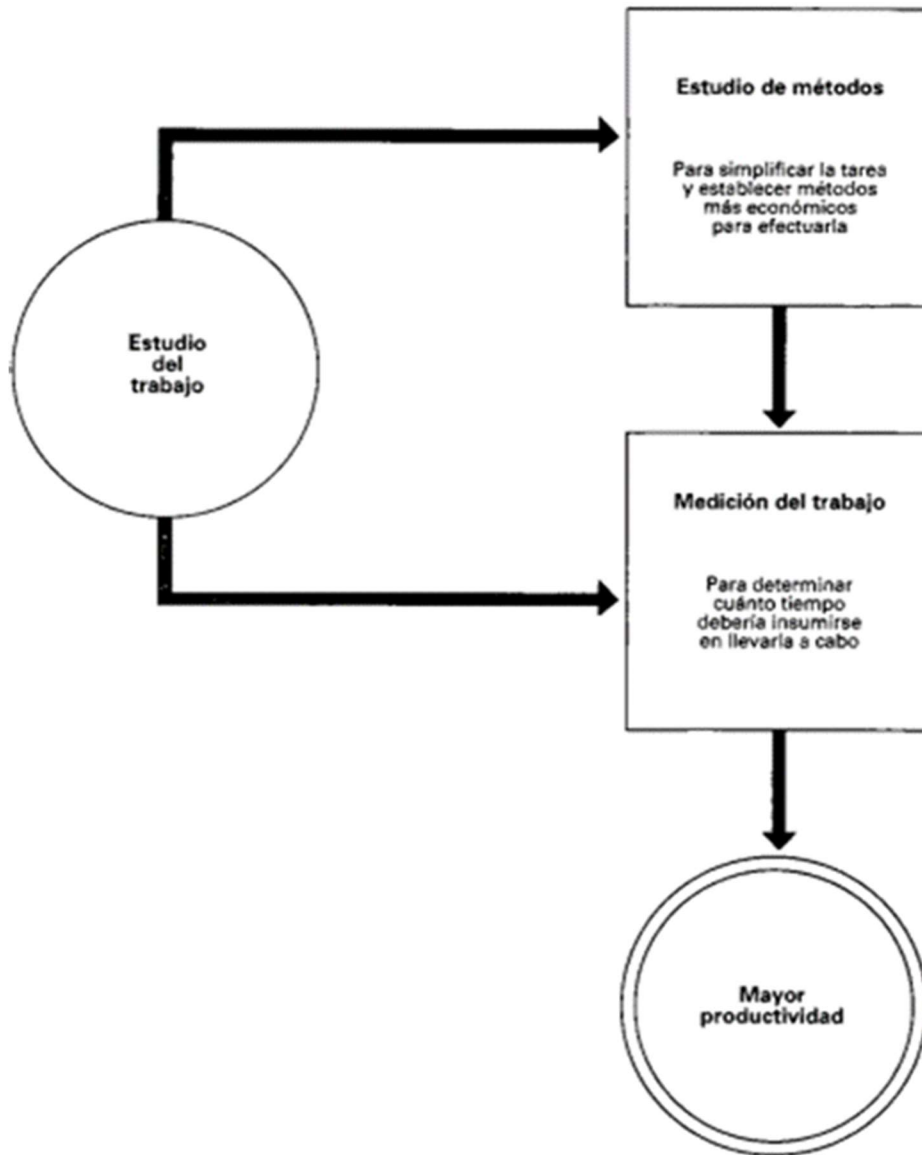 Estudio de métodos
Para simplificar la tarea
y establecer métodos
más económicos
para efectuarla
Estudio
del
trabajo
Medición del trabajo
Para determinar
cuánto tiempo
debería insumirse
en llevarla a cabo
Mayor
productividad